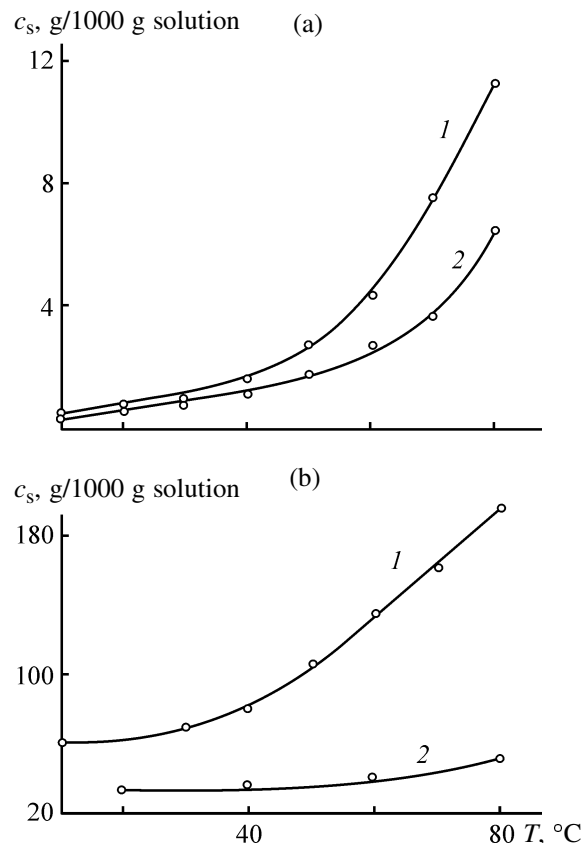 c_s, g/1000 g solution
(a)
12
8
4
1
2
c_s, g/1000 g solution
(b)
180
100
20
1
2
40
80 T, °C